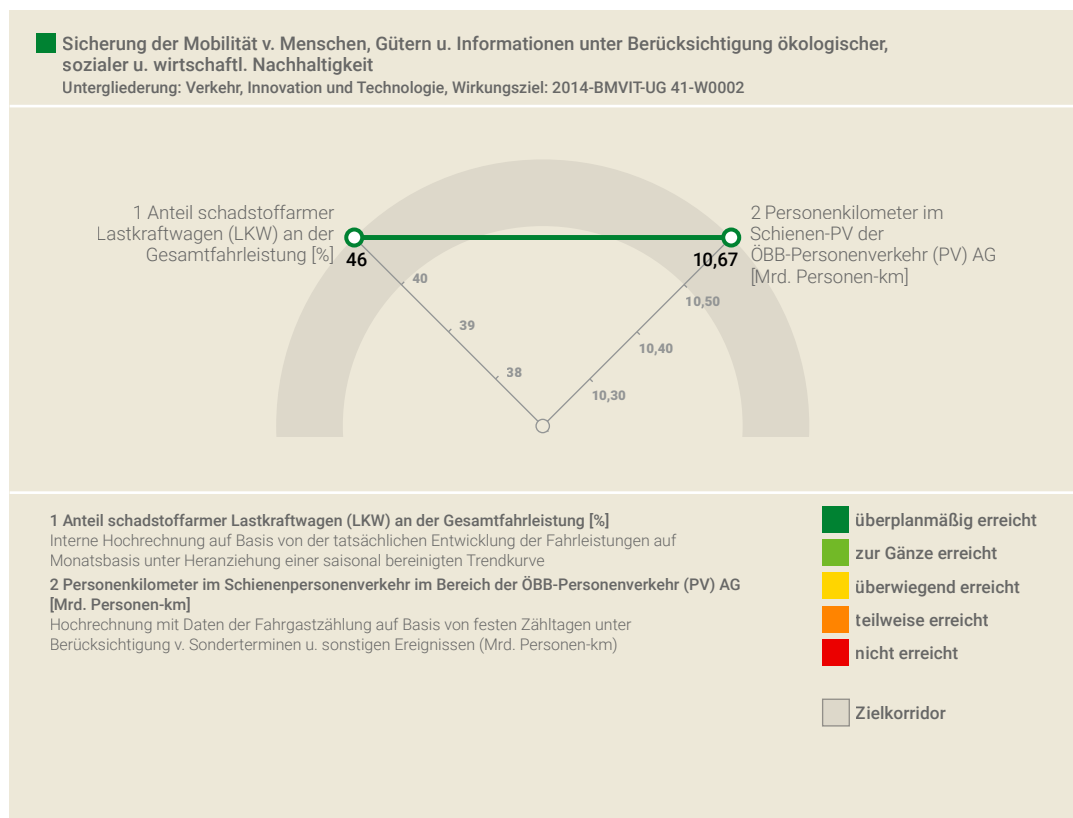 Sicherung der Mobilität v. Menschen, Gütern u. Informationen unter Berücksichtigung ökologischer,
sozialer u. wirtschaftl. Nachhaltigkeit
Untergliederung: Verkehr, Innovation und Technologie, Wirkungsziel: 2014-BMVIT-UG 41-W0002
1 Anteil schadstoffarmer
Lastkraftwagen (LKW) an der
Gesamtfahrleistung [%]
46
40
39
38
2 Personenkilometer im
Schienen-PV der
ÖBB-Personenverkehr (PV) AG
[Mrd. Personen-km]
10,67
10,50
10,40
10,30
1 Anteil schadstoffarmer Lastkraftwagen (LKW) an der Gesamtfahrleistung [%]
Interne Hochrechnung auf Basis von der tatsächlichen Entwicklung der Fahrleistungen auf
Monatsbasis unter Heranziehung einer saisonal bereinigten Trendkurve
2 Personenkilometer im Schienenpersonenverkehr im Bereich der ÖBB-Personenverkehr (PV) AG
[Mrd. Personen-km]
Hochrechnung mit Daten der Fahrgastzählung auf Basis von festen Zähltagen unter
Berücksichtigung v. Sonderterminen u. sonstigen Ereignissen (Mrd. Personen-km)
überplanmäßig erreicht
zur Gänze erreicht
überwiegend erreicht
teilweise erreicht
nicht erreicht
Zielkorridor